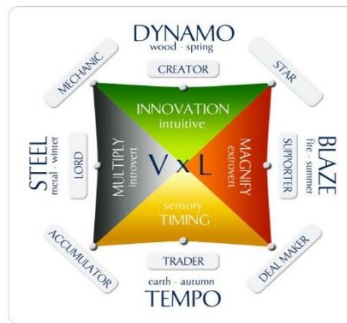 DYNAMO
wood - spring
CREATOR
MECHANIC
STAR
INNOVATION
intuitive
STEEL
metal - winter
LORD
MULTIPLY
introvert
V x L
MAGNIFY
extrovert
SUPPORTER
BLAZE
fire - summer
sensory
TIMING
ACCUMULATOR
TRADER
DEAL MAKER
earth - autumn
TEMPO